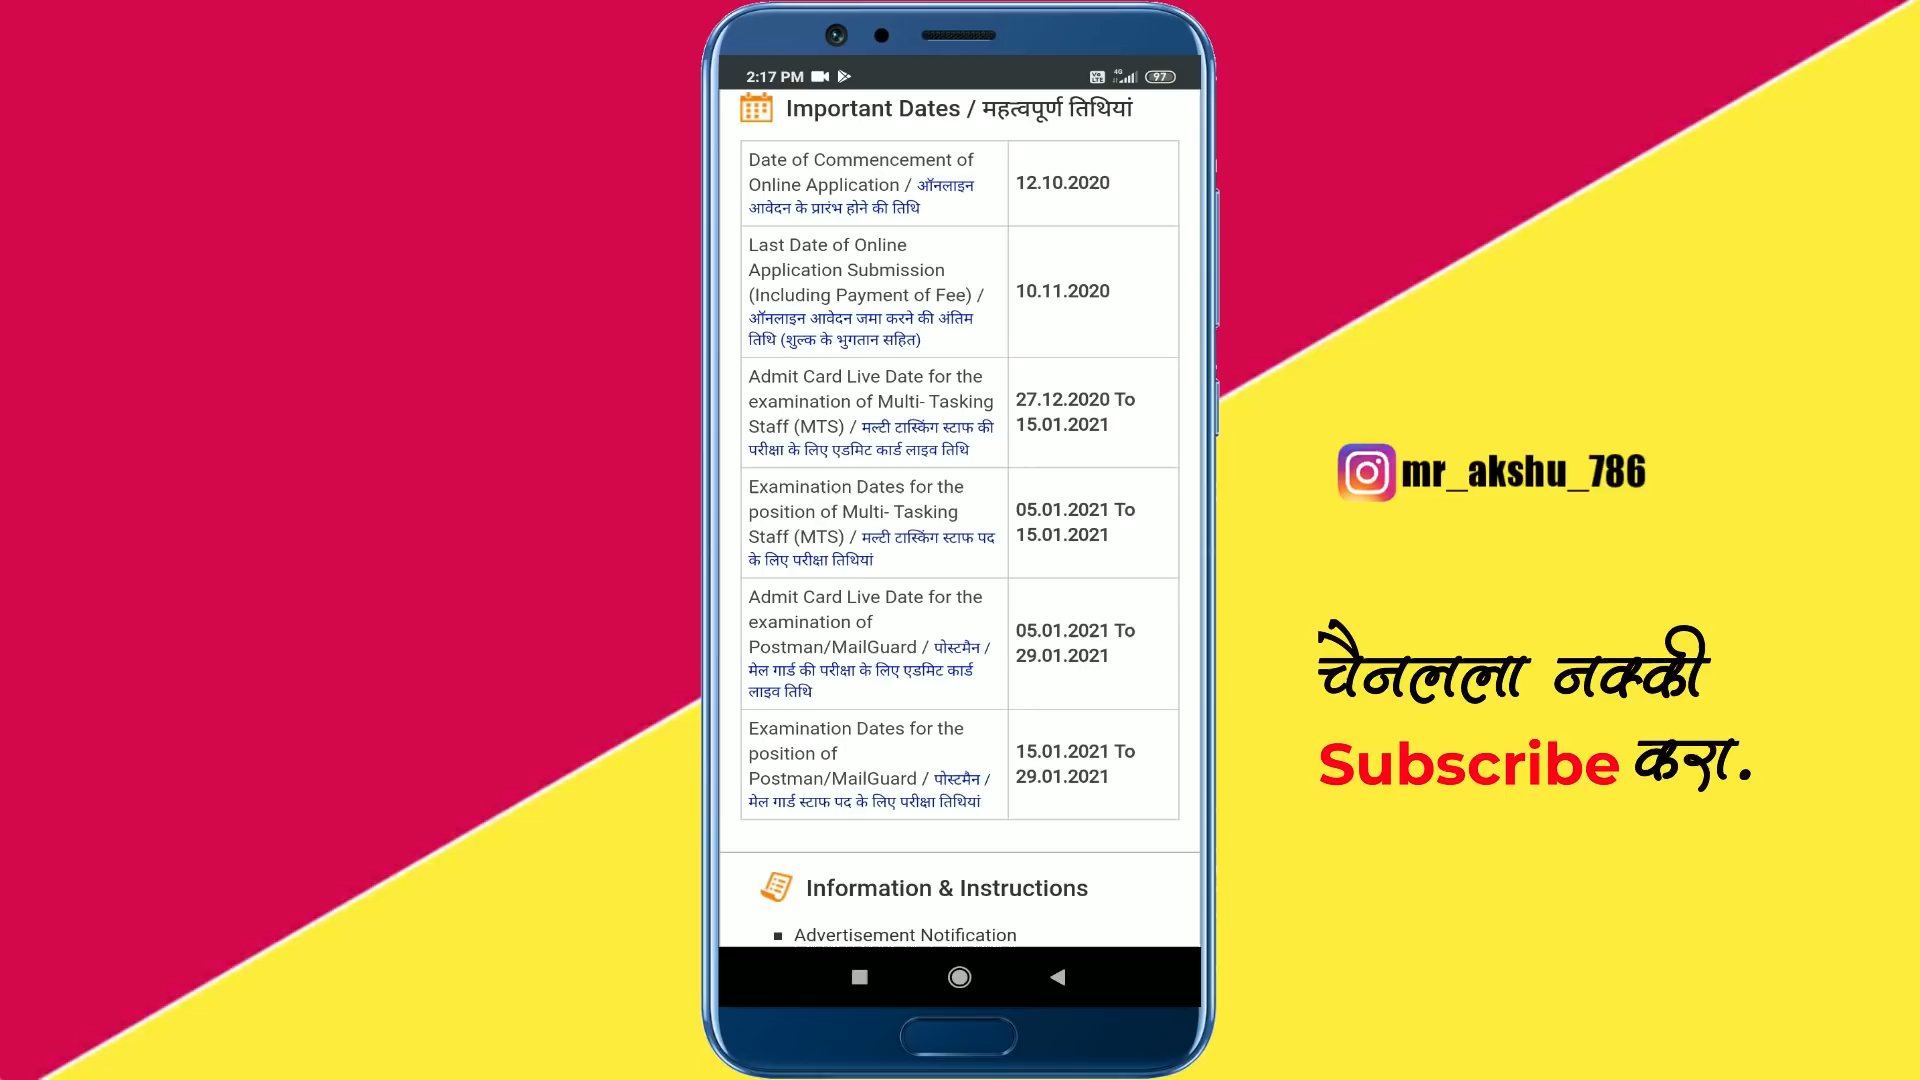 2:17 PM
4G
97
Important Dates / महत्वपूर्ण तिथियां
Date of Commencement of
Online Application / ऑनलाइन
आवेदन के प्रारंभ होने की तिथि
12.10.2020
Last Date of Online
Application Submission
(Including Payment of Fee) /
ऑनलाइन आवेदन जमा करने की अंतिम
तिथि (शुल्क के भुगतान सहित)
10.11.2020
Admit Card Live Date for the
examination of Multi- Tasking
Staff (MTS) / मल्टी टास्किंग स्टाफ की
परीक्षा के लिए एडमिट कार्ड लाइव तिथि
27.12.2020 To
15.01.2021
Examination Dates for the
position of Multi- Tasking
Staff (MTS) / मल्टी टास्किंग स्टाफ पद
के लिए परीक्षा तिथियां
05.01.2021 To
15.01.2021
Admit Card Live Date for the
examination of
Postman/MailGuard / पोस्टमैन /
मेल गार्ड की परीक्षा के लिए एडमिट कार्ड
लाइव तिथि
05.01.2021 To
29.01.2021
Examination Dates for the
position of
Postman/MailGuard / पोस्टमैन /
मेल गार्ड स्टाफ पद के लिए परीक्षा तिथियां
15.01.2021 To
29.01.2021
Information & Instructions
Advertisement Notification
mr_akshu_786
चैनलला नक्की
Subscribe करा.